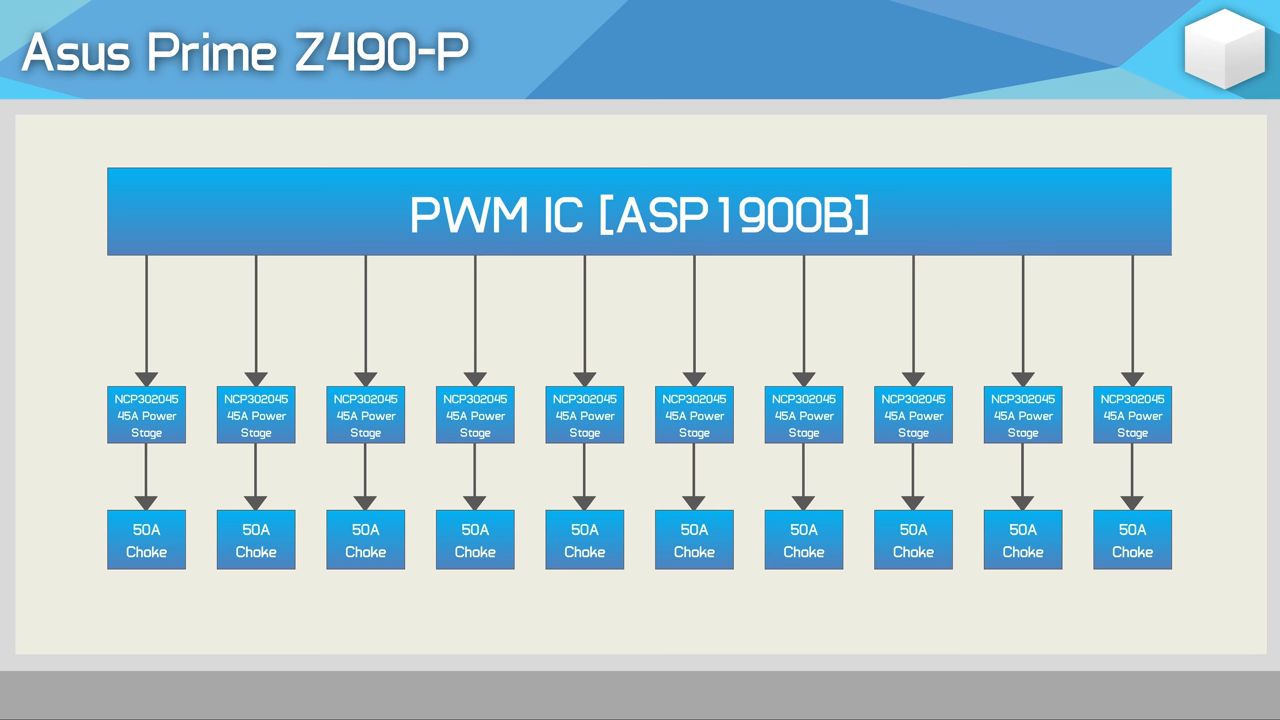 Asus Prime Z490-P
PWM IC [ASP1900B]
NCP302045
45A Power
Stage
NCP302045
45A Power
Stage
NCP302045
45A Power
Stage
NCP302045
45A Power
Stage
NCP302045
45A Power
Stage
NCP302045
45A Power
Stage
NCP302045
45A Power
Stage
NCP302045
45A Power
Stage
NCP302045
45A Power
Stage
NCP302045
45A Power
Stage
50A
Choke
50A
Choke
50A
Choke
50A
Choke
50A
Choke
50A
Choke
50A
Choke
50A
Choke
50A
Choke
50A
Choke